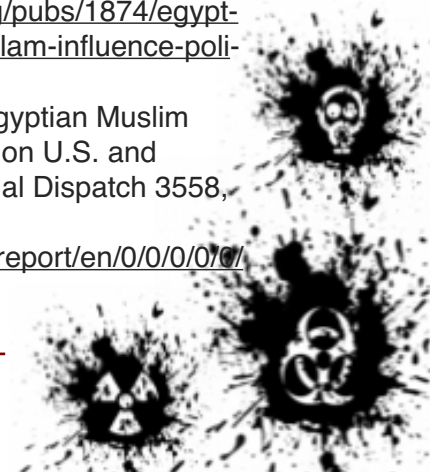 g/pubs/1874/egypt-
lam-influence-poli-
gyptian Muslim
on U.S. and
al Dispatch 3558,
report/en/0/0/0/0/0/